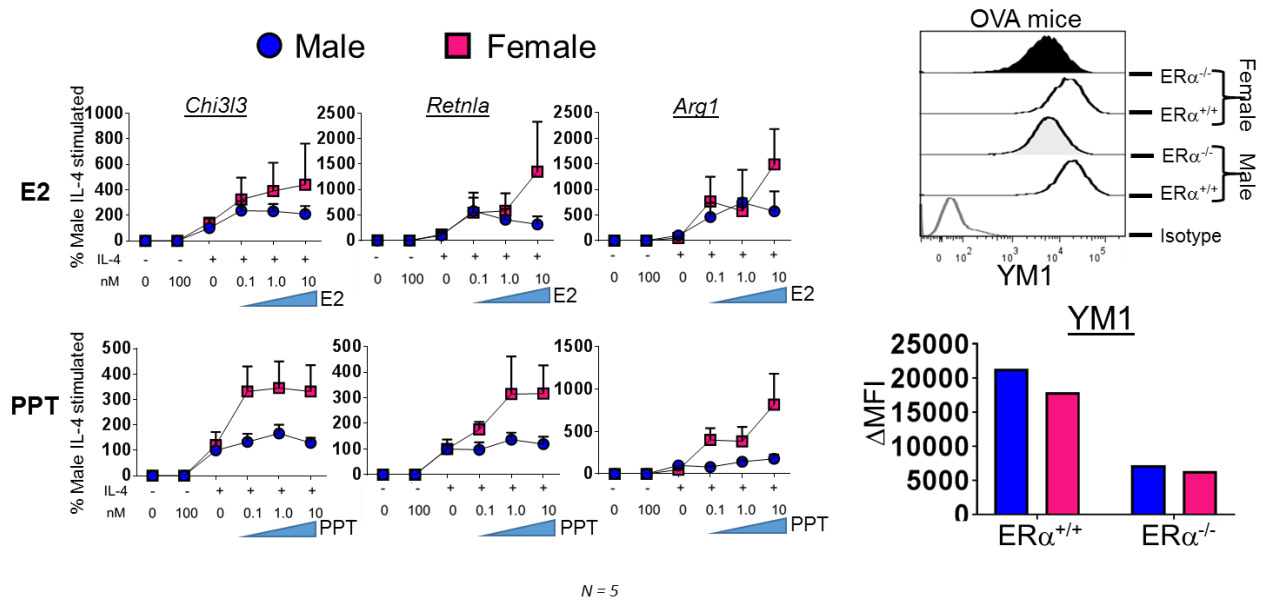 Male Female
E2
% Male IL-4 stimulated
Chi3l3
1000
800
600
400
200
0
IL-4 - - + + + +
nM 0 100 0 0.1 1.0 10
E2
Retnla
2500
2000
1500
1000
500
0
- - + + + +
0 100 0 0.1 1.0 10
E2
Arg1
2500
2000
1500
1000
500
0
- - + + + +
0 100 0 0.1 1.0 10
E2
PPT
% Male IL-4 stimulated
500
400
300
200
100
0
IL-4 - - + + + +
nM 0 100 0 0.1 1.0 10
PPT
500
400
300
200
100
0
- - + + + +
0 100 0 0.1 1.0 10
PPT
1500
1000
500
0
- - + + + +
0 100 0 0.1 1.0 10
PPT
N = 5
OVA mice
ERα-/-
ERα+/+
Female
ERα-/-
ERα+/+
Male
Isotype
0 10² 10³ 10⁴ 10⁵
YM1
YM1
ΔMFI
25000
20000
15000
10000
5000
0
ERα+/+ ERα-/-